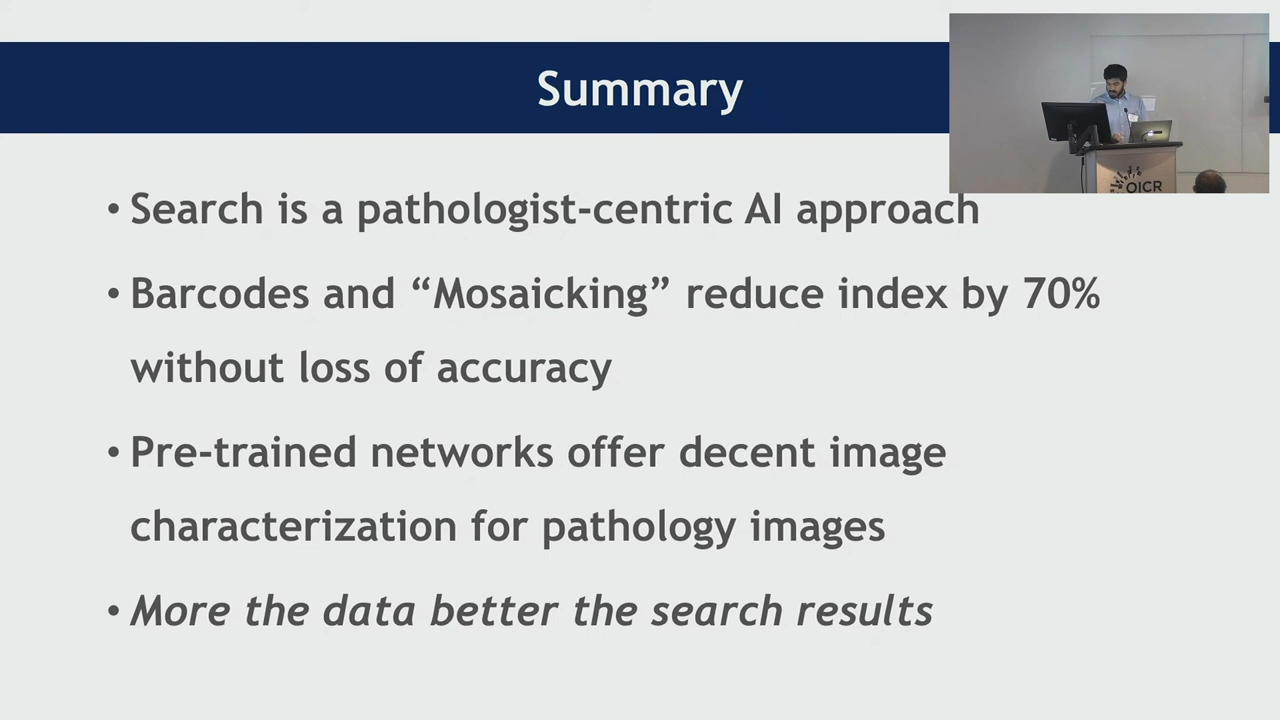 Summary
OICR
• Search is a pathologist-centric AI approach
• Barcodes and “Mosaicking” reduce index by 70%
without loss of accuracy
• Pre-trained networks offer decent image
characterization for pathology images
• More the data better the search results